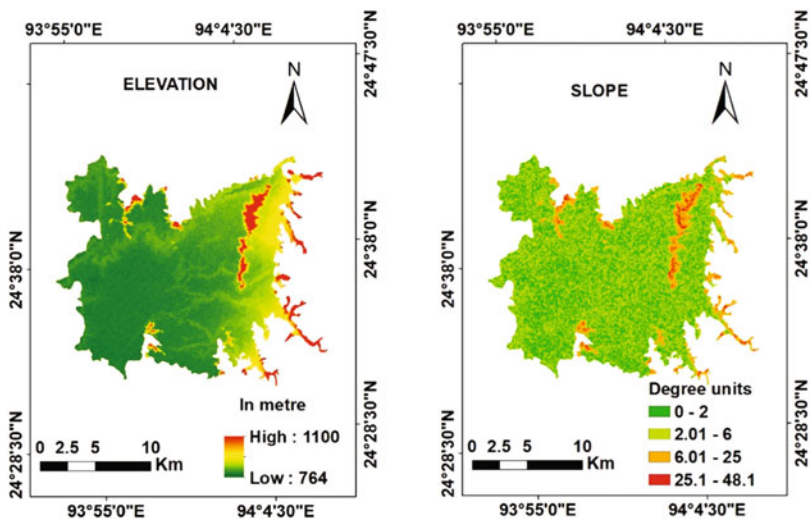 93°55'0"E 94°4'30"E
24°47'30"N
ELEVATION
N
24°38'0"N
24°38'0"N
24°28'30"N
24°28'30"N
In metre
High : 1100
Low : 764
0 2.5 5 10
Km
93°55'0"E 94°4'30"E
93°55'0"E 94°4'30"E
24°47'30"N
SLOPE
N
24°38'0"N
24°38'0"N
24°28'30"N
24°28'30"N
Degree units
0 - 2
2.01 - 6
6.01 - 25
25.1 - 48.1
0 2.5 5 10
Km
93°55'0"E 94°4'30"E